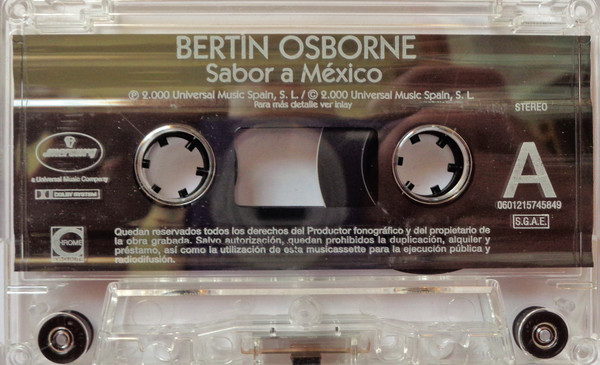 BERTÍN OSBORNE
Sabor a México
℗ 2.000 Universal Music Spain, S. L. / © 2.000 Universal Music Spain, S. L.
Para más detalle ver inlay
STEREO
mercury
a Universal Music Company
DOLBY SYSTEM
A
0601215745849
S.G.A.E.
CHROME
Quedan reservados todos los derechos del Productor fonográfico y del propietario de
la obra grabada. Salvo autorización, quedan prohibidos la duplicación, alquiler y
préstamo, así como la utilización de esta musicassette para la ejecución pública y
radiodifusión.